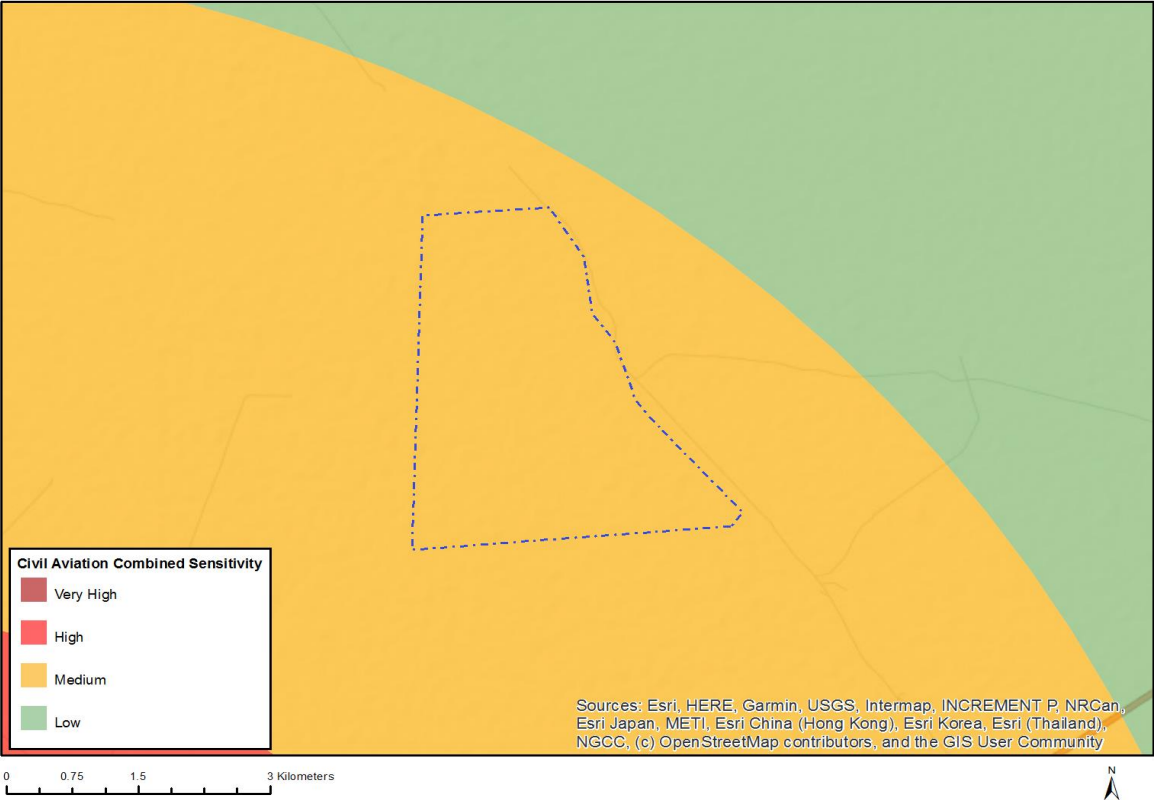 Civil Aviation Combined Sensitivity
Very High
High
Medium
Low
Sources: Esri, HERE, Garmin, USGS, Intermap, INCREMENT P, NRCan,
Esri Japan, METI, Esri China (Hong Kong), Esri Korea, Esri (Thailand),
NGCC, (c) OpenStreetMap contributors, and the GIS User Community
0 0.75 1.5 3 Kilometers
N